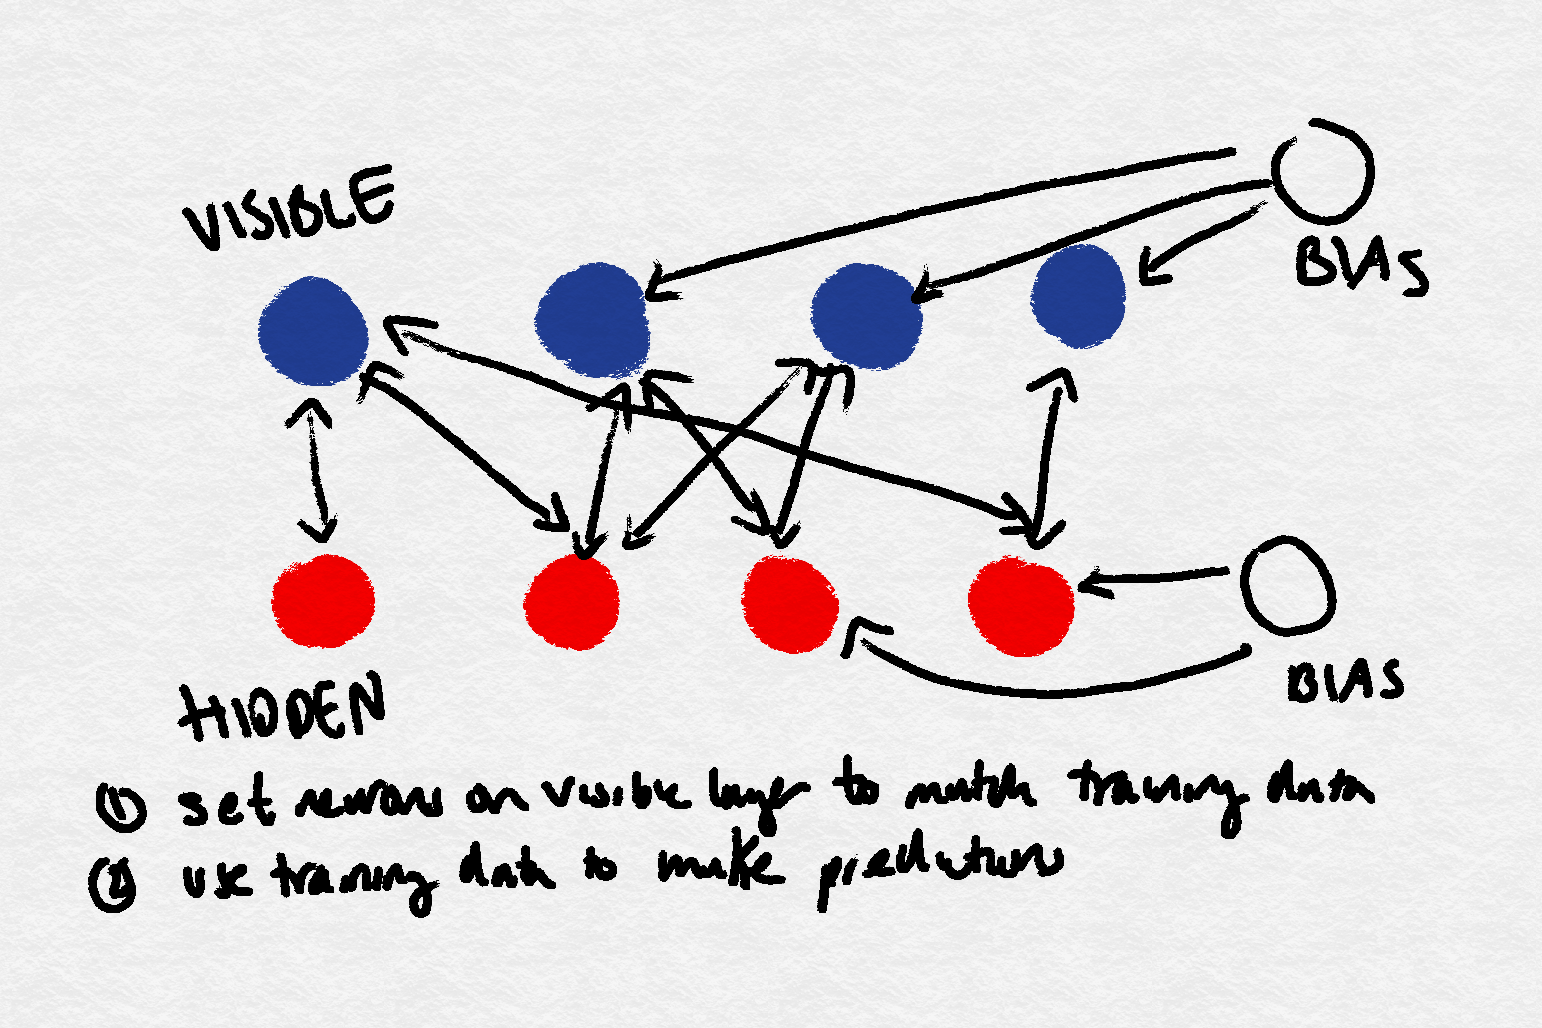 VISIBLE
BIAS
BIAS
HIDDEN
① set neurons on visible layer to match training data
② use training data to make predictions